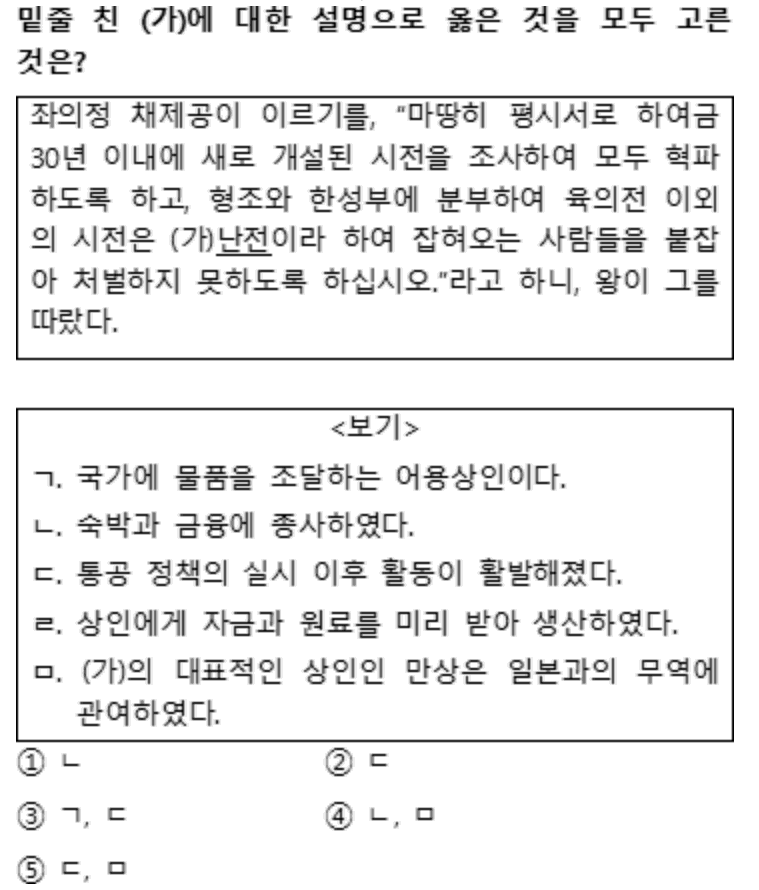 밑줄 친 (가)에 대한 설명으로 옳은 것을 모두 고른
것은?
좌의정 채제공이 이르기를, "마땅히 평시서로 하여금
30년 이내에 새로 개설된 시전을 조사하여 모두 혁파
하도록 하고, 형조와 한성부에 분부하여 육의전 이외
의 시전은 (가)난전이라 하여 잡혀오는 사람들을 붙잡
아 처벌하지 못하도록 하십시오."라고 하니, 왕이 그를
따랐다.
<보기>
ㄱ. 국가에 물품을 조달하는 어용상인이다.
ㄴ. 숙박과 금융에 종사하였다.
ㄷ. 통공 정책의 실시 이후 활동이 활발해졌다.
ㄹ. 상인에게 자금과 원료를 미리 받아 생산하였다.
ㅁ. (가)의 대표적인 상인인 만상은 일본과의 무역에
관여하였다.
① ㄴ ② ㄷ
③ ㄱ, ㄷ ④ ㄴ, ㅁ
⑤ ㄷ, ㅁ